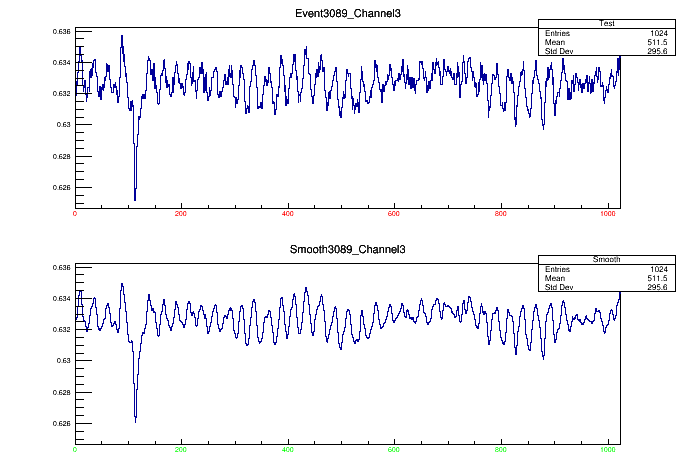 Event3089_Channel3
Test
Entries 1024
Mean 511.5
Std Dev 295.6
0.636
0.634
0.632
0.63
0.628
0.626
0 200 400 600 800 1000
Smooth3089_Channel3
Smooth
Entries 1024
Mean 511.5
Std Dev 295.6
0.636
0.634
0.632
0.63
0.628
0.626
0 200 400 600 800 1000